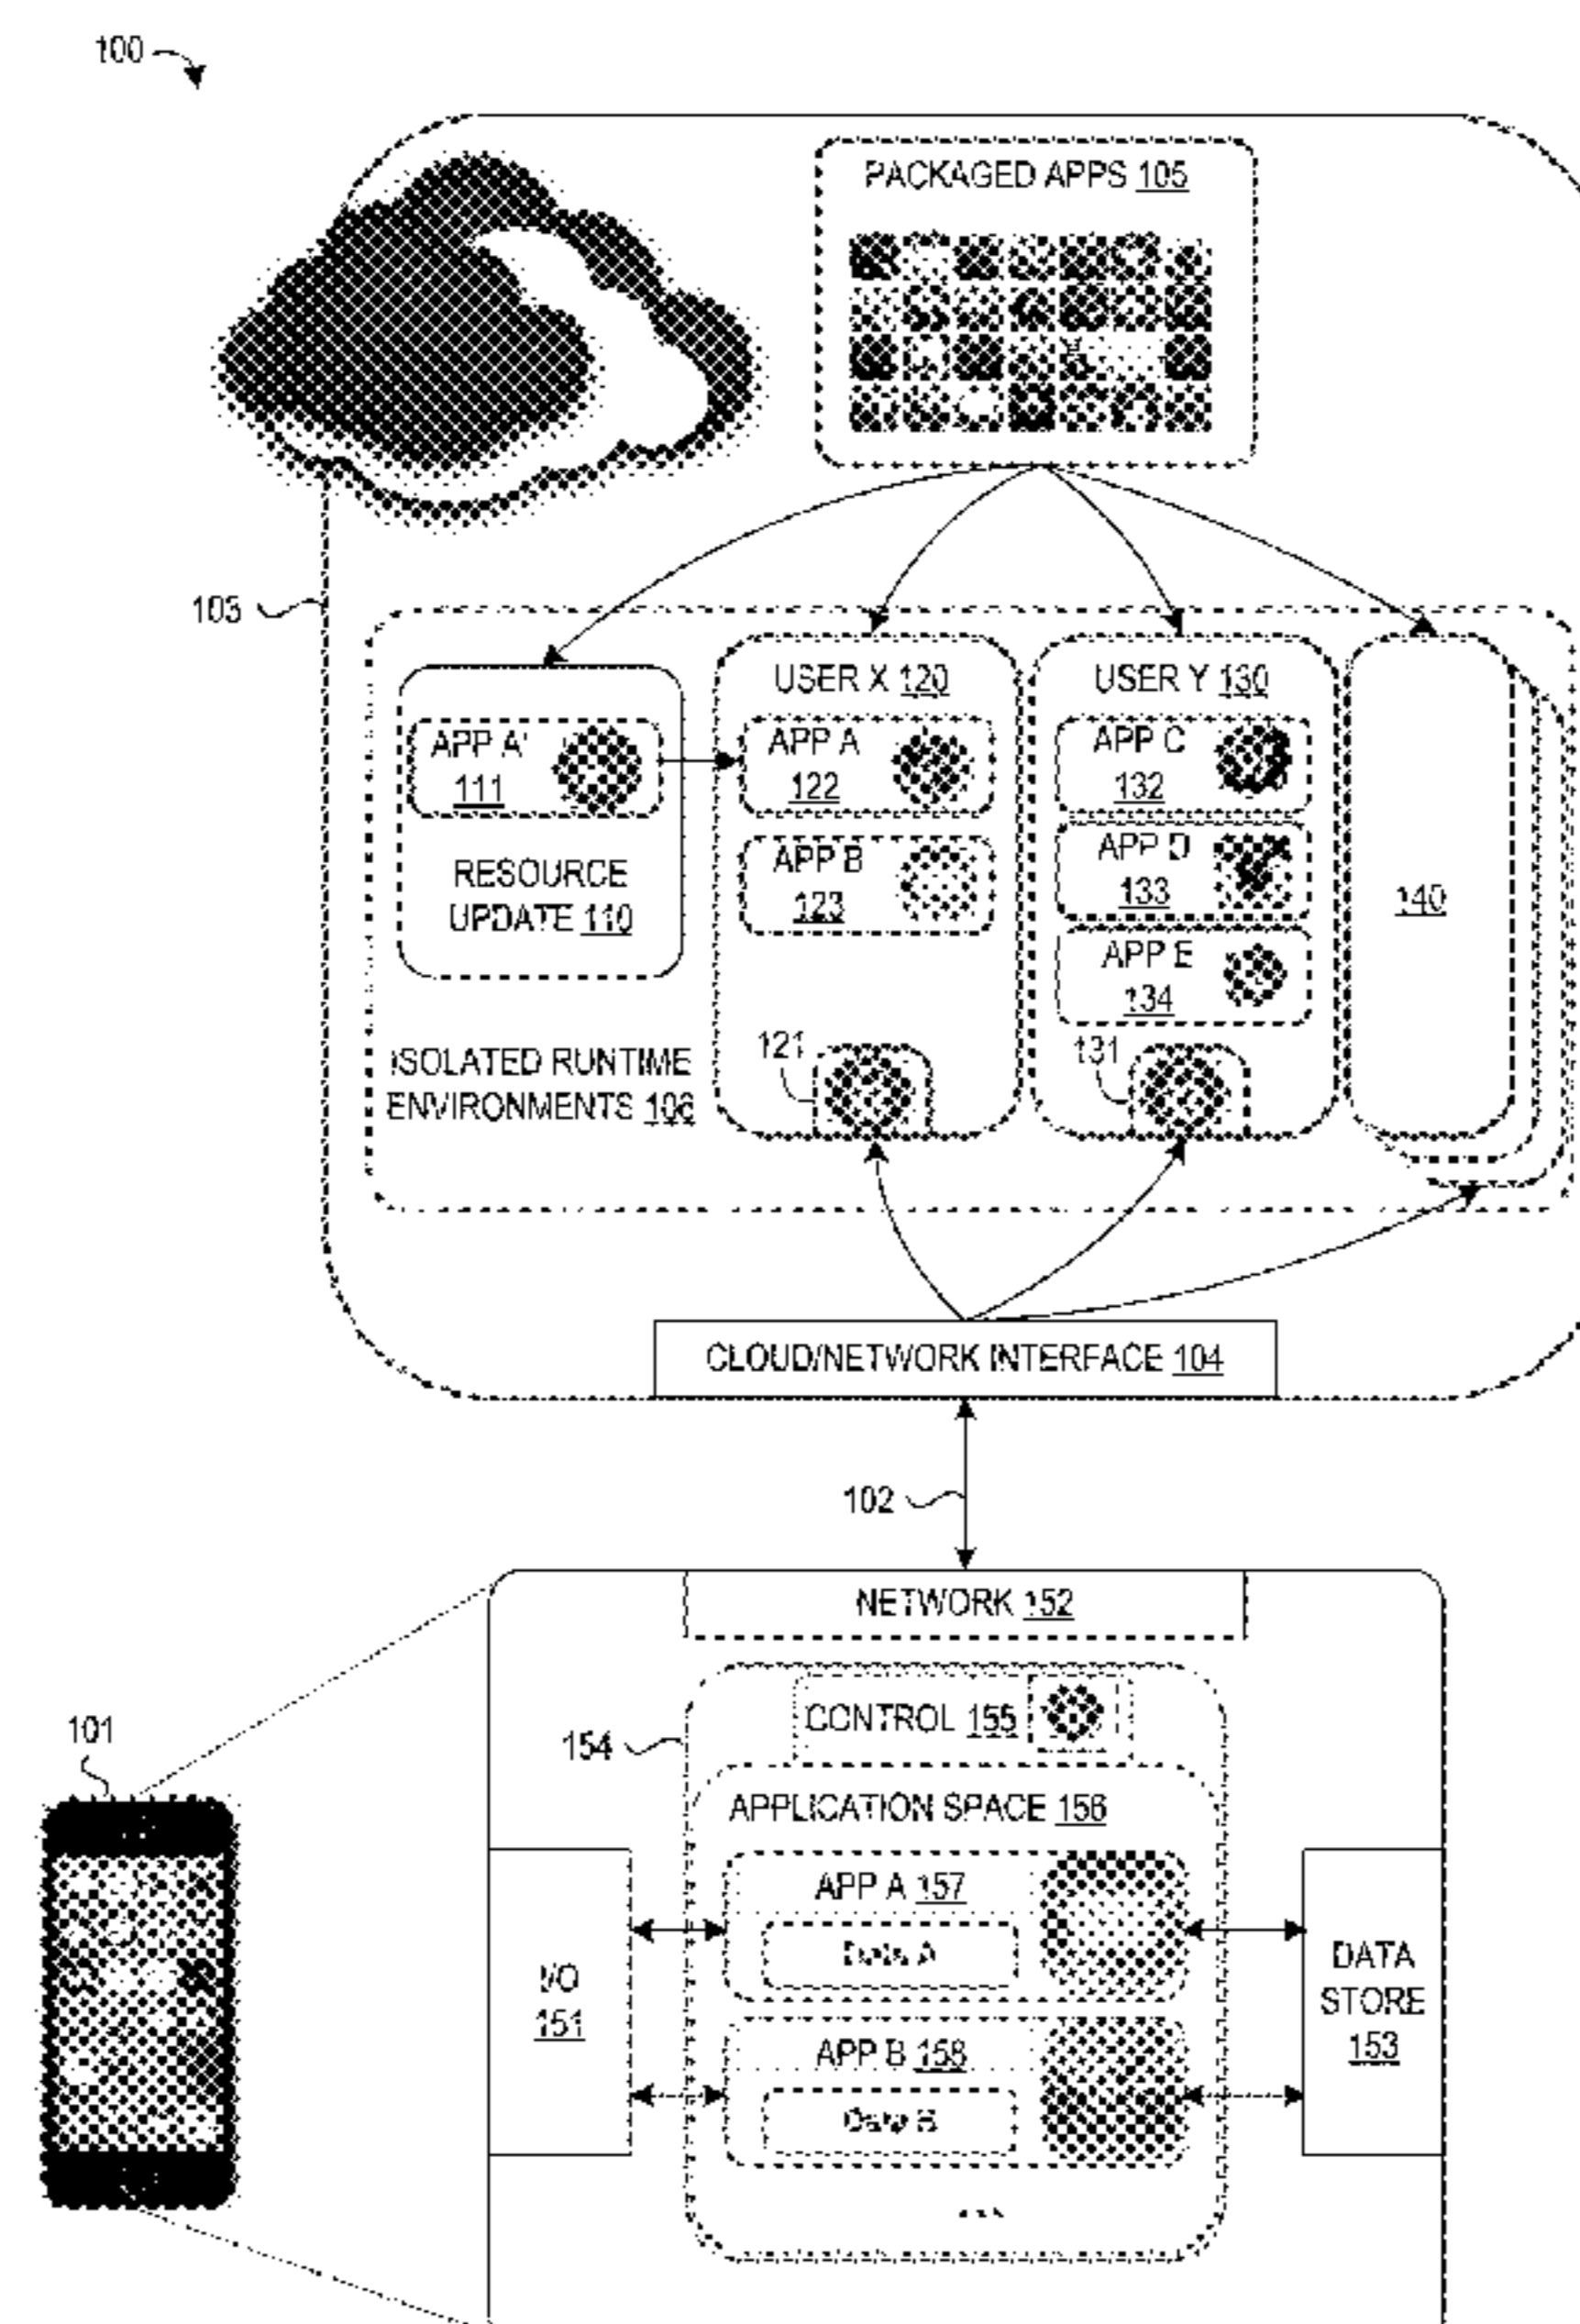 100
PACKAGED APPS 105
103
USER X 120
USER Y 130
APP A'
111
APP A
122
APP C
132
APP B
123
APP D
133
RESOURCE
UPDATE 110
140
APP E
134
ISOLATED RUNTIME
ENVIRONMENTS 106
121
131
CLOUD/NETWORK INTERFACE 104
102
NETWORK 152
CONTROL 155
154
101
APPLICATION SPACE 156
APP A 157
Data A
I/O
151
DATA
STORE
153
APP B 158
Data B
...